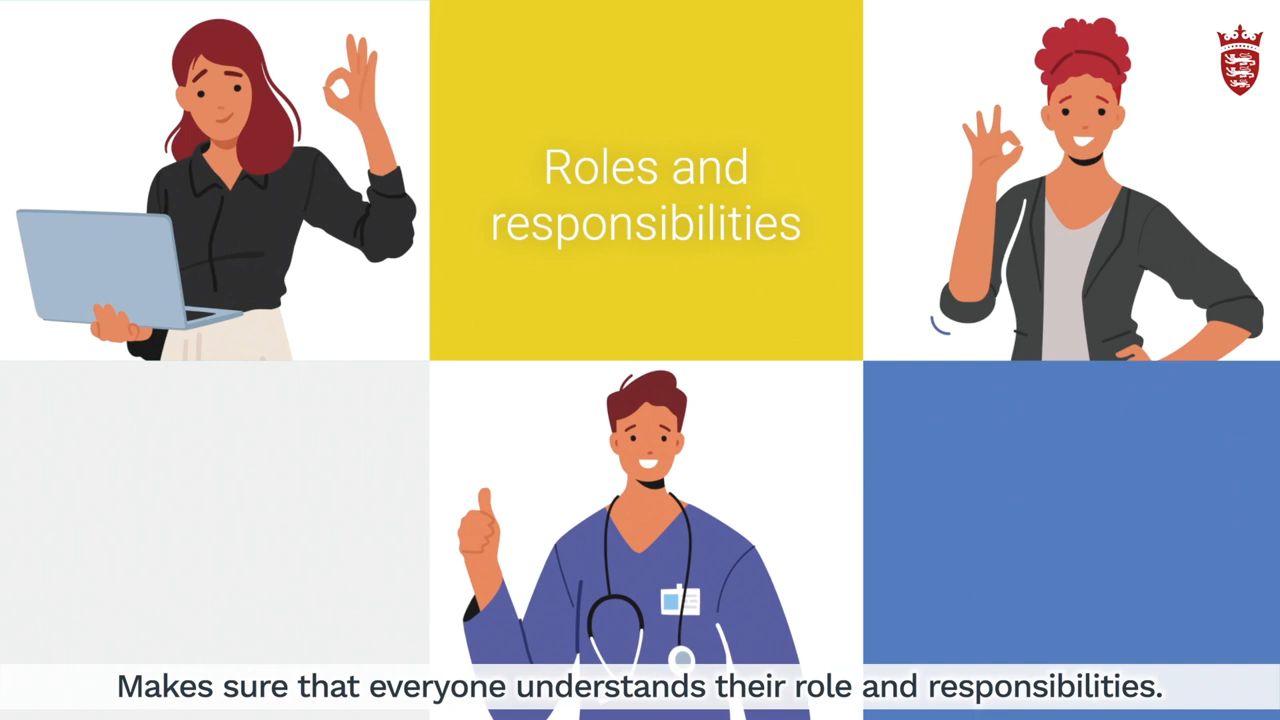 Roles and
responsibilities
Makes sure that everyone understands their role and responsibilities.